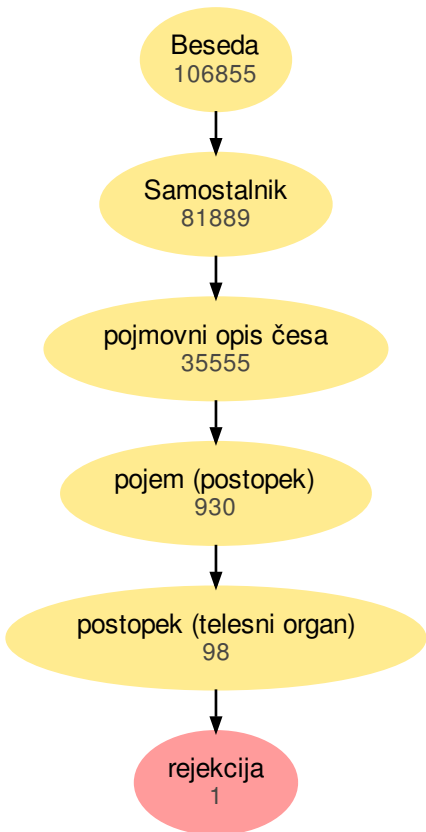 Beseda
106855
Samostalnik
81889
pojmovni opis česa
35555
pojem (postopek)
930
postopek (telesni organ)
98
rejekcija
1